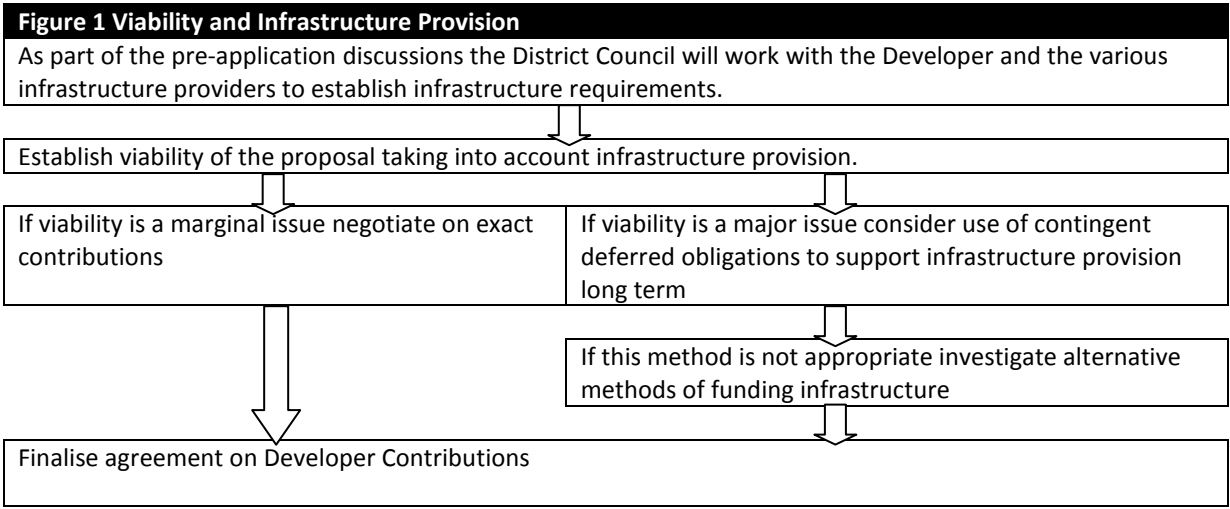 Figure 1 Viability and Infrastructure Provision
As part of the pre-application discussions the District Council will work with the Developer and the various
infrastructure providers to establish infrastructure requirements.
Establish viability of the proposal taking into account infrastructure provision.
If viability is a marginal issue negotiate on exact
contributions
If viability is a major issue consider use of contingent
deferred obligations to support infrastructure provision
long term
If this method is not appropriate investigate alternative
methods of funding infrastructure
Finalise agreement on Developer Contributions